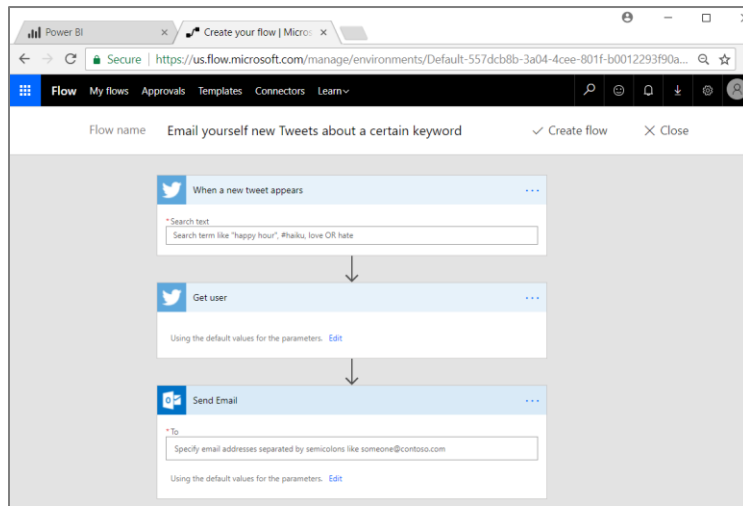 Power BI
Create your flow | Micros
Secure | https://us.flow.microsoft.com/manage/environments/Default-557dcb8b-3a04-4cee-801f-b0012293f90a...
Flow My flows Approvals Templates Connectors Learn
Flow name Email yourself new Tweets about a certain keyword Create flow Close
When a new tweet appears
* Search text
Search term like "happy hour", #haiku, love OR hate
Get user
Using the default values for the parameters. Edit
Send Email
* To
Specify email addresses separated by semicolons like someone@contoso.com
Using the default values for the parameters. Edit